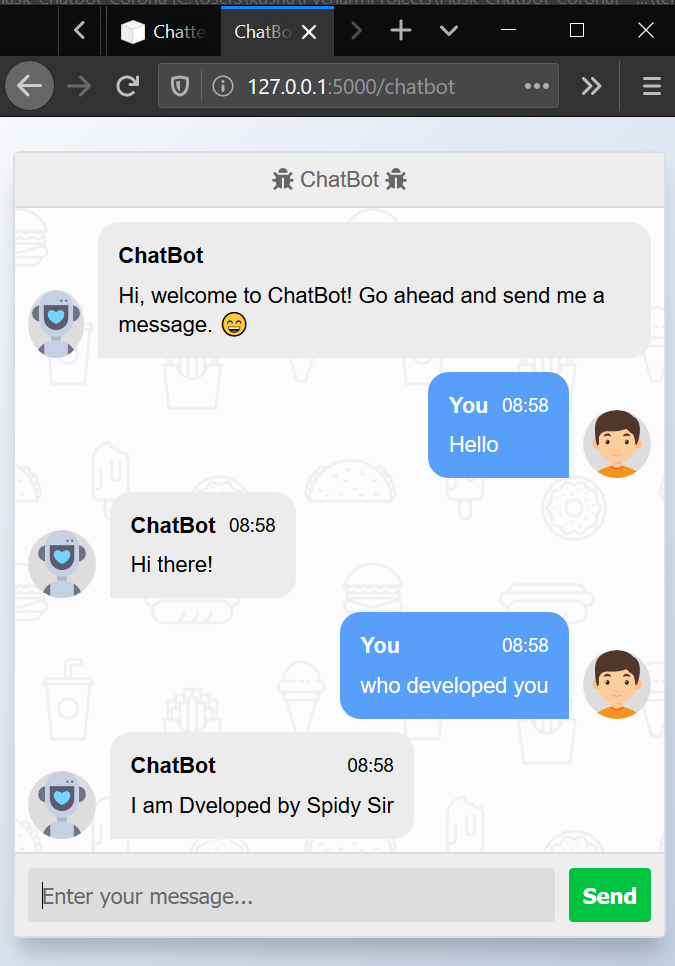 Chatte
ChatBo
127.0.0.1:5000/chatbot
ChatBot
ChatBot
Hi, welcome to ChatBot! Go ahead and send me a
message. 😄
You 08:58
Hello
ChatBot 08:58
Hi there!
You 08:58
who developed you
ChatBot 08:58
I am Dveloped by Spidy Sir
Enter your message...
Send